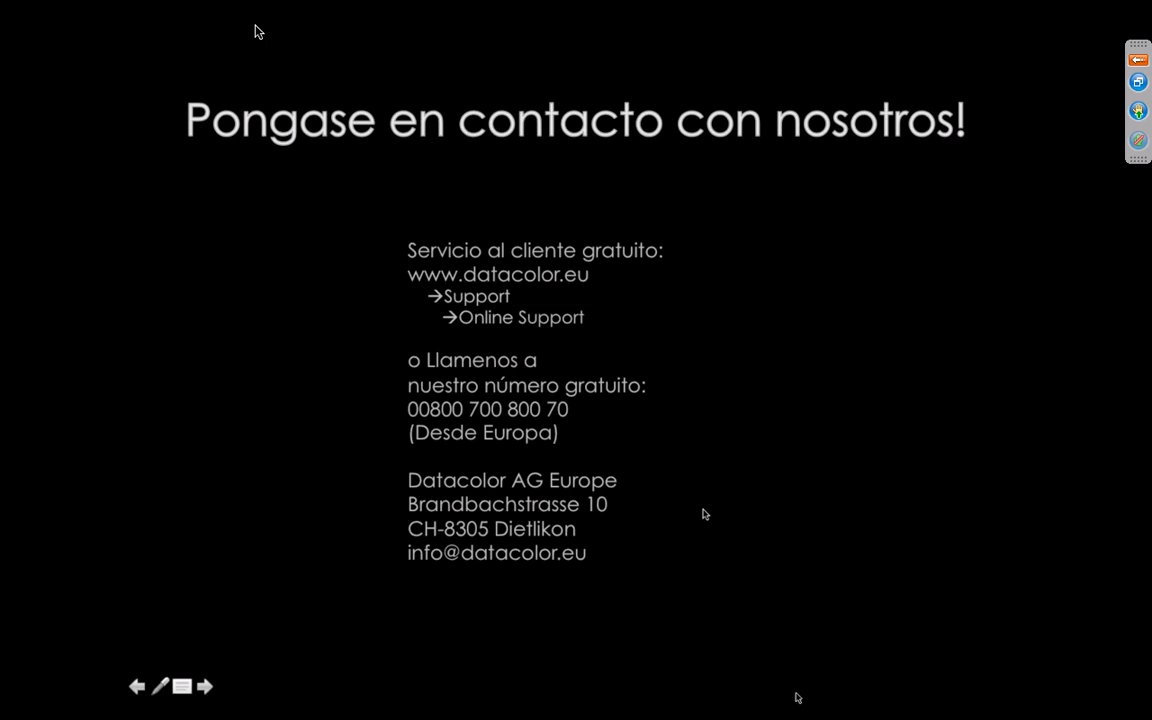 Pongase en contacto con nosotros!
Servicio al cliente gratuito:
www.datacolor.eu
→Support
→Online Support
o Llamenos a
nuestro número gratuito:
00800 700 800 70
(Desde Europa)
Datacolor AG Europe
Brandbachstrasse 10
CH-8305 Dietlikon
info@datacolor.eu